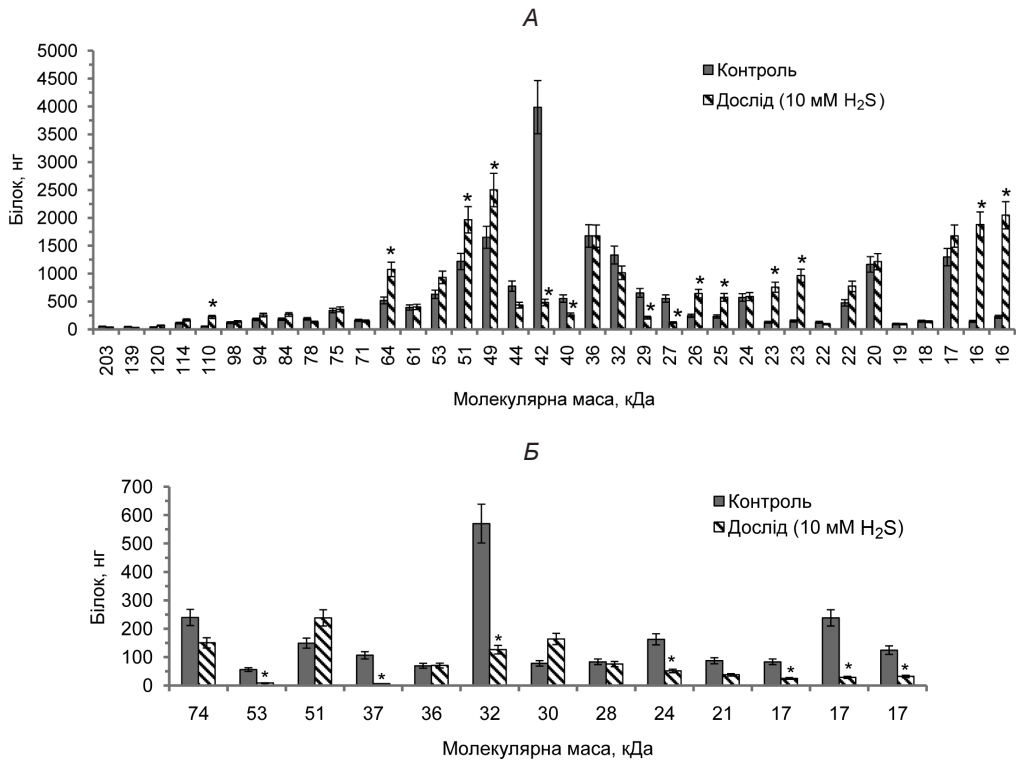 А
5000
4500
4000
3500
3000
2500
2000
1500
1000
500
0
Білок, нг
Контроль
Дослід (10 мМ H₂S)
* * * * * * * * * * * * * * *
203 139 120 114 110 98 94 84 78 75 71 64 61 53 51 49 44 42 40 36 32 29 27 26 25 24 23 23 22 22 20 19 18 17 16 16
Молекулярна маса, кДа
Б
700
600
500
400
300
200
100
0
Білок, нг
Контроль
Дослід (10 мМ H₂S)
* * * * * * *
74 53 51 37 36 32 30 28 24 21 17 17 17
Молекулярна маса, кДа